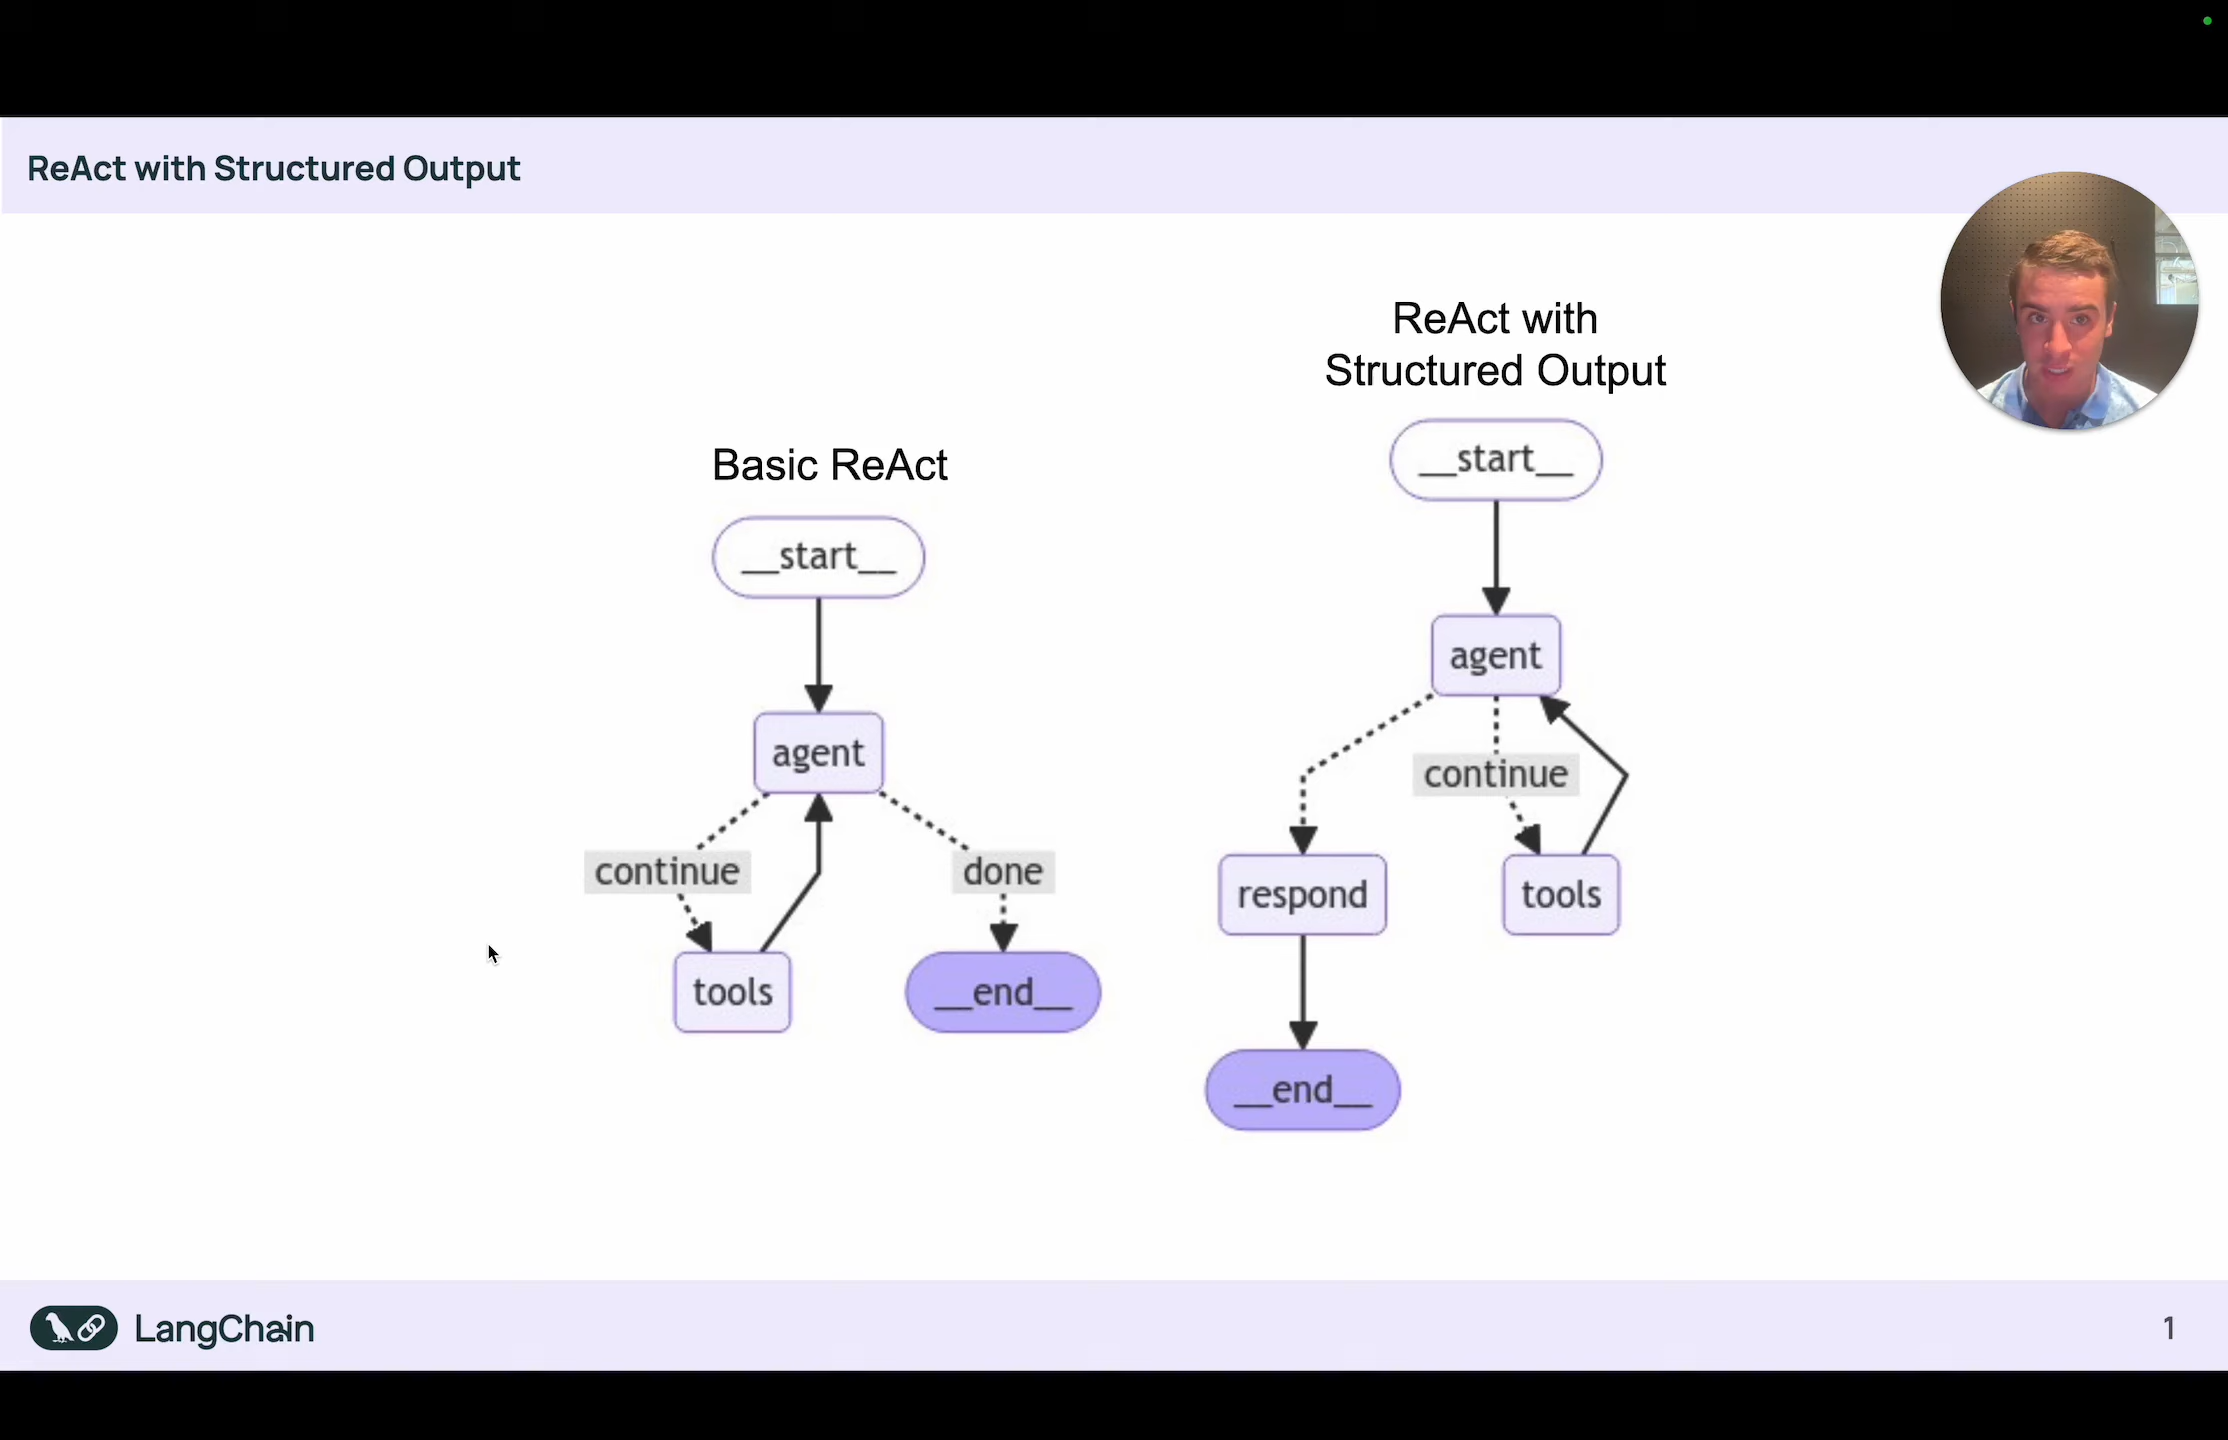 ReAct with Structured Output
Basic ReAct
__start__
agent
continue
done
tools
__end__
ReAct with
Structured Output
__start__
agent
continue
respond
tools
__end__
LangChain
1